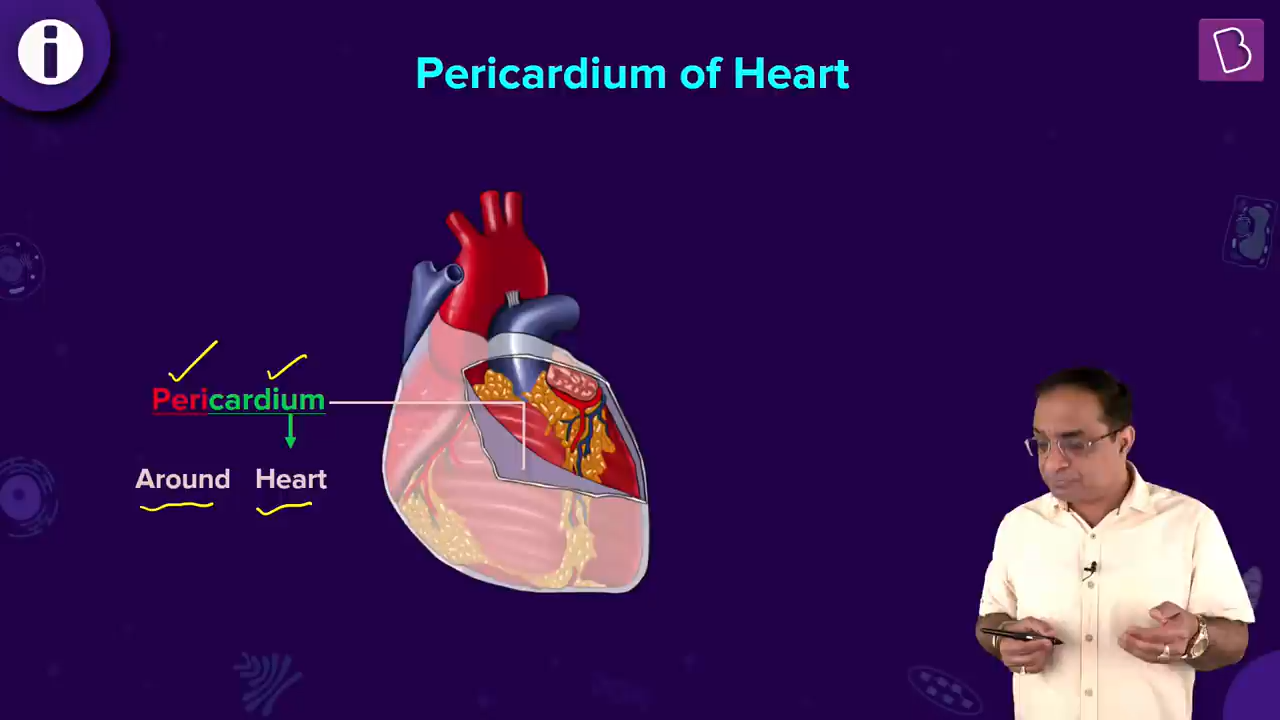 i
B
Pericardium of Heart
Pericardium
Around Heart